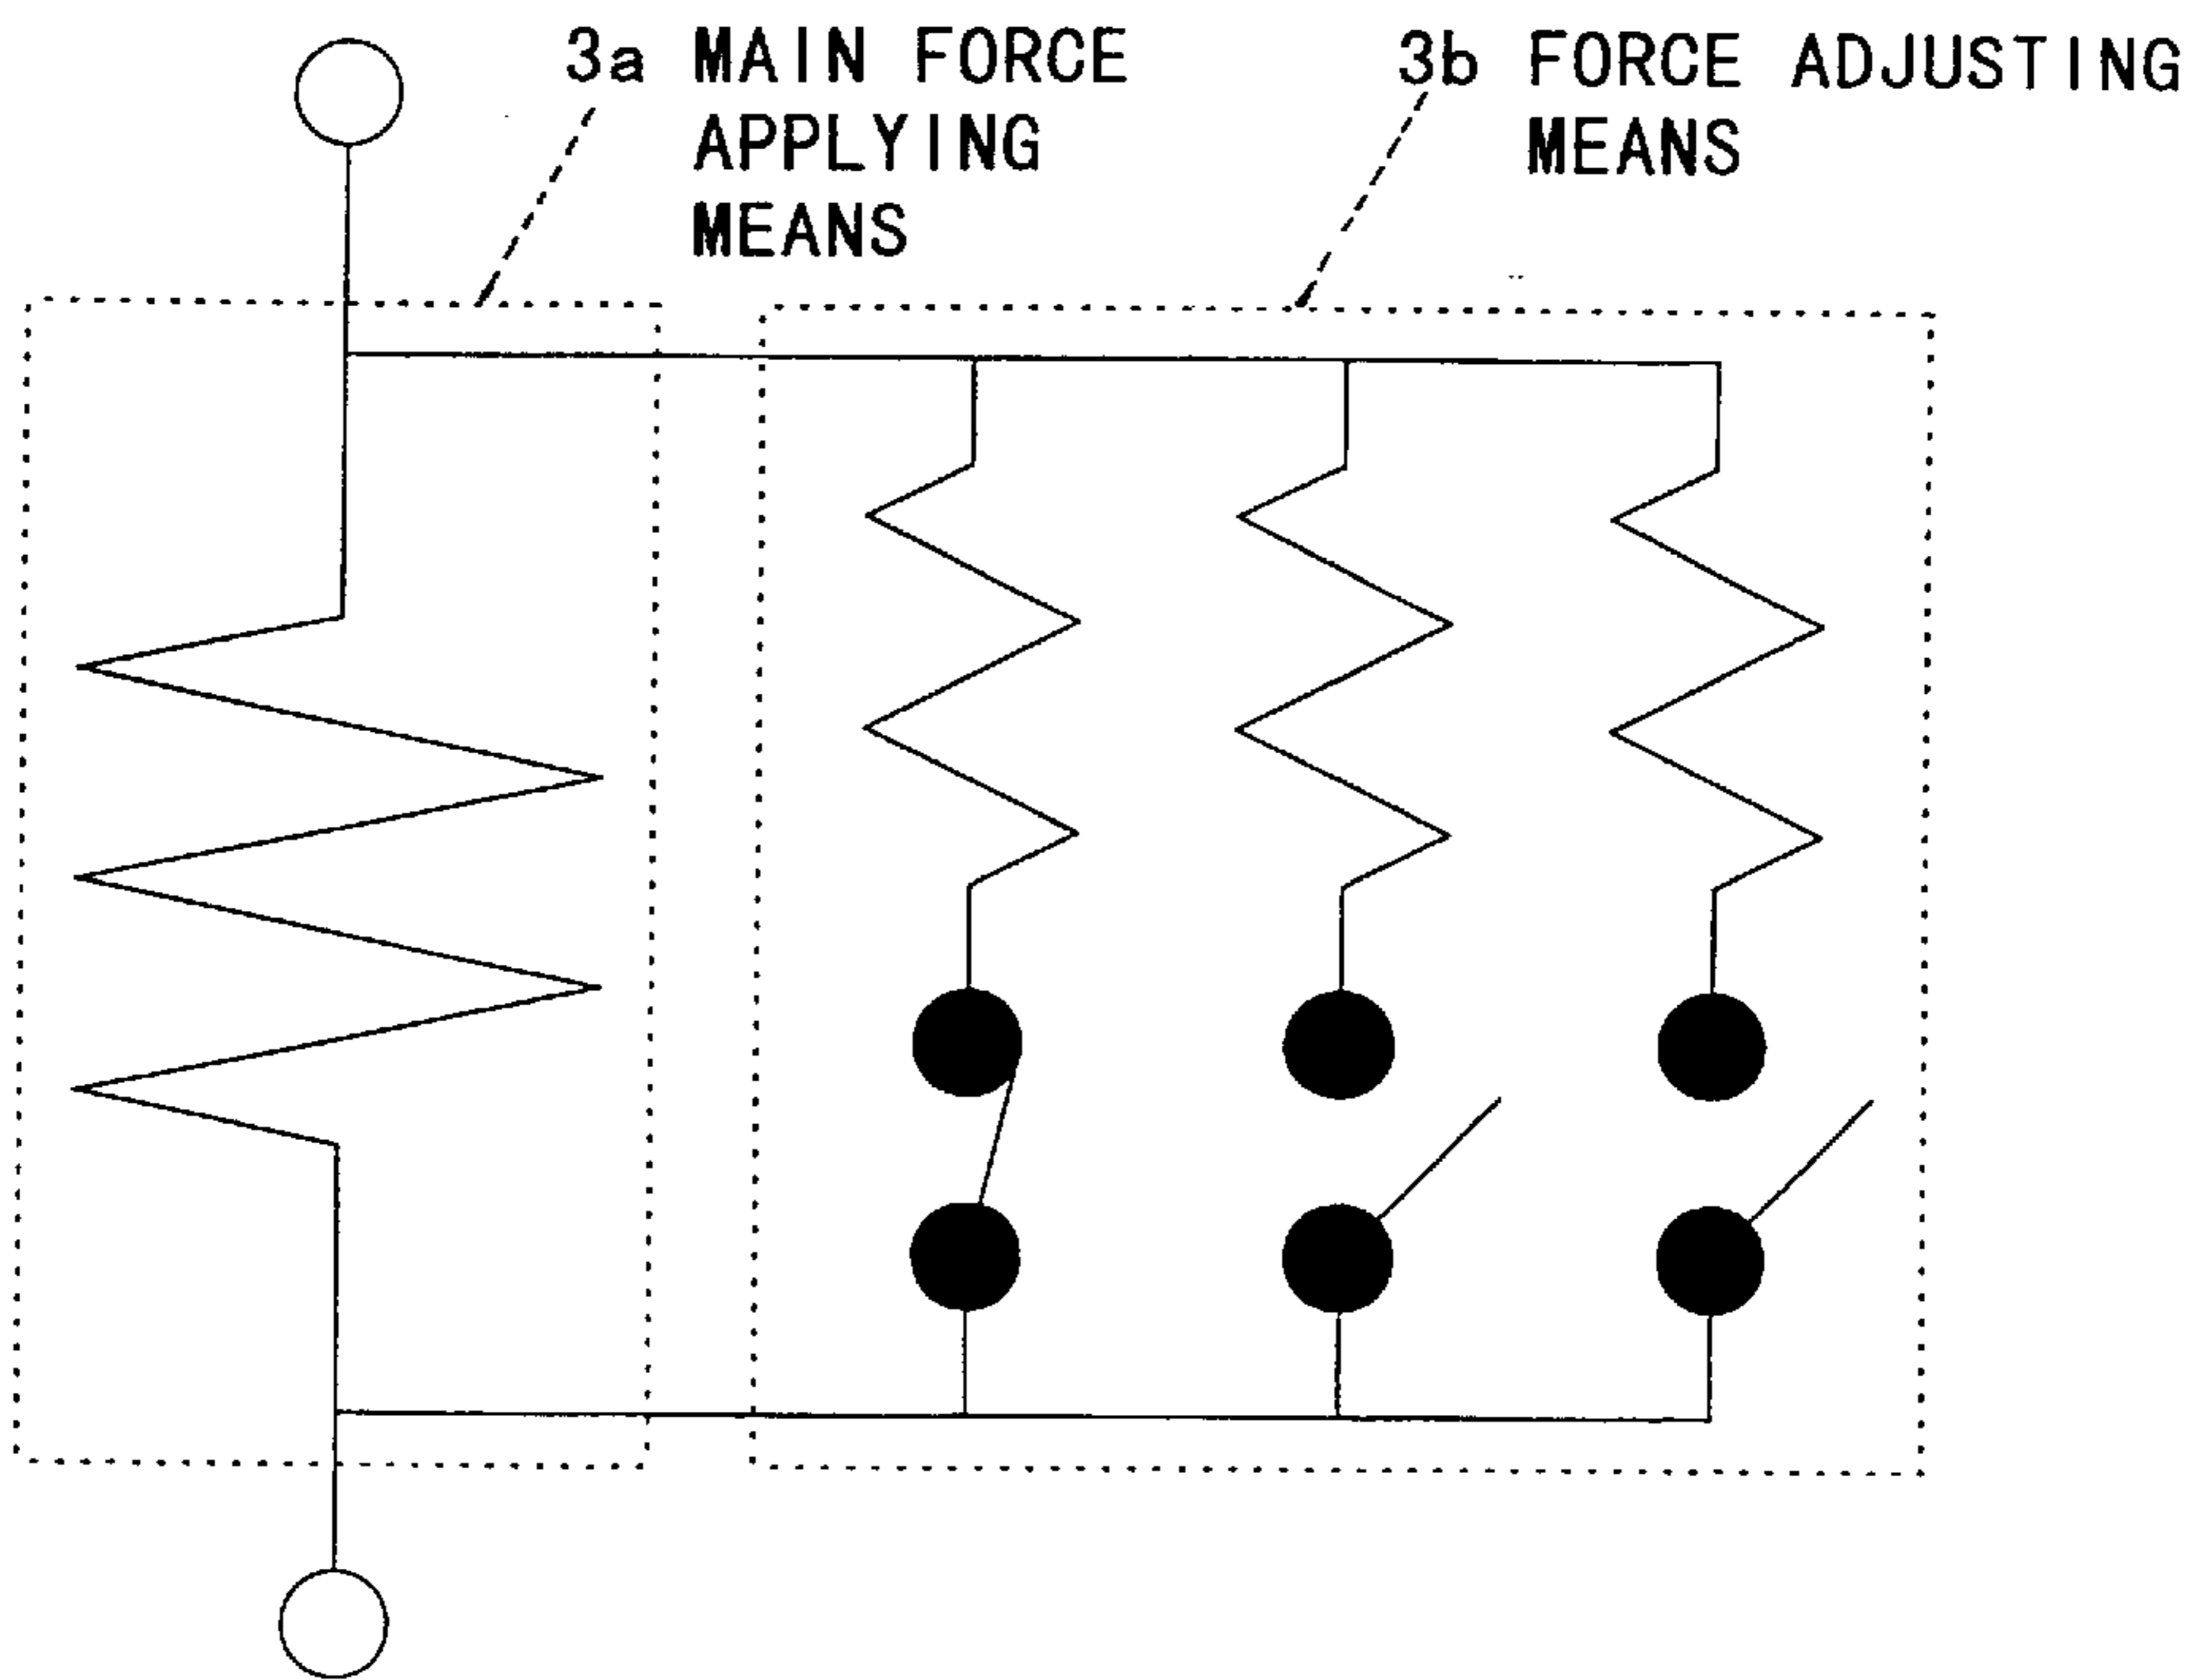 3a MAIN FORCE
APPLYING
MEANS
3b FORCE ADJUSTING
MEANS